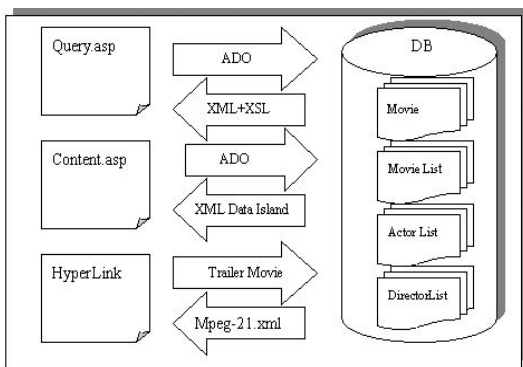 Query.asp
ADO
XML+XSL
Content.asp
ADO
XML Data Island
HyperLink
Trailer Movie
Mpeg-21.xml
DB
Movie
Movie List
Actor List
DirectorList